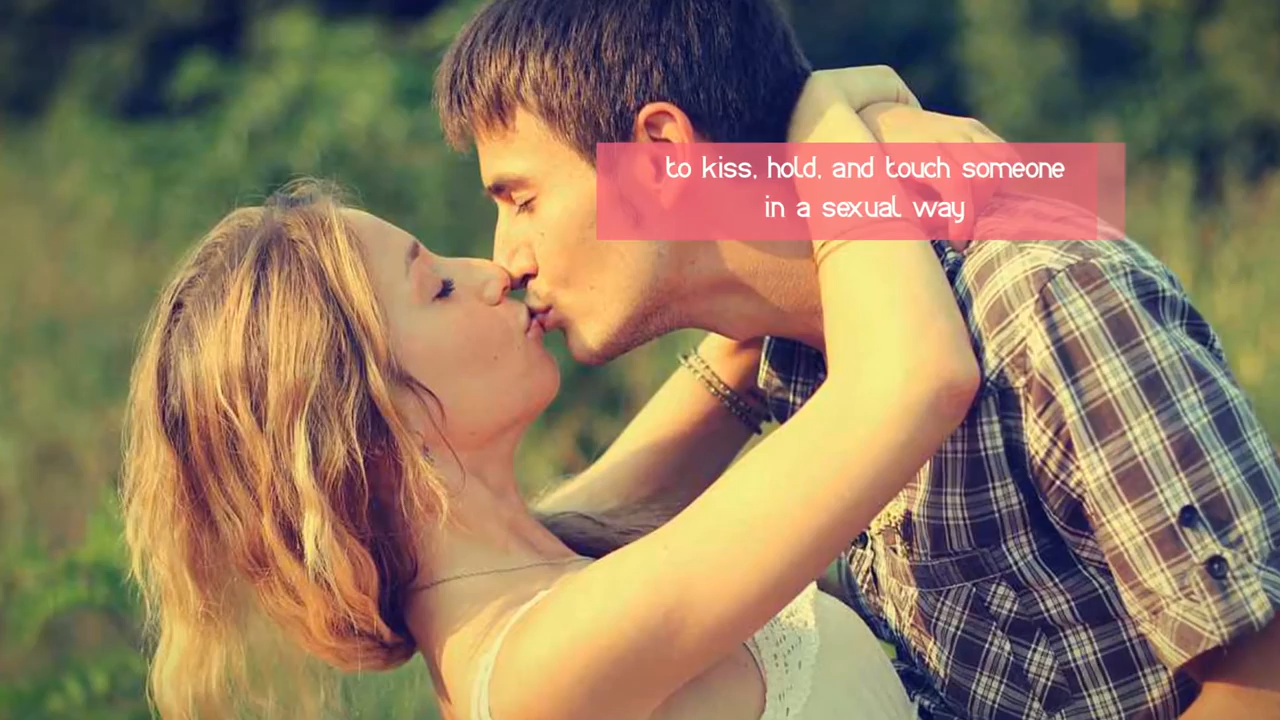 to kiss, hold, and touch someone
in a sexual way